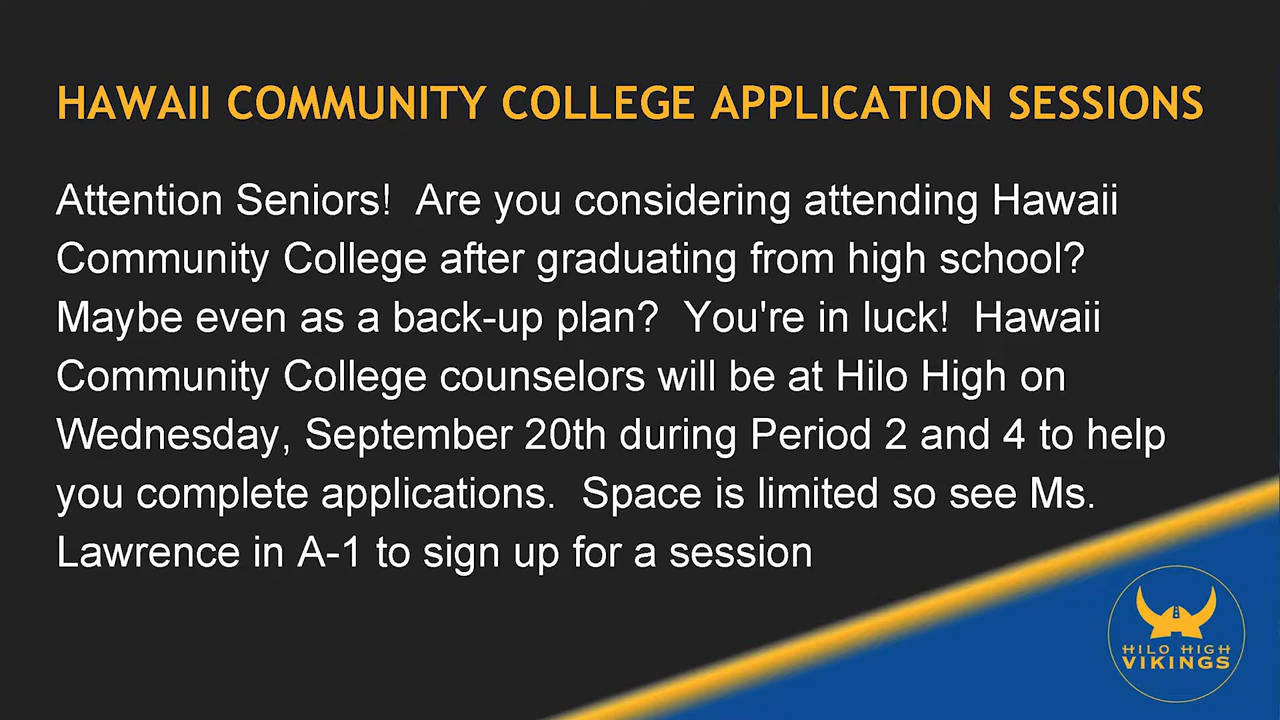 HAWAII COMMUNITY COLLEGE APPLICATION SESSIONS
Attention Seniors!  Are you considering attending Hawaii
Community College after graduating from high school?
Maybe even as a back-up plan?  You're in luck!  Hawaii
Community College counselors will be at Hilo High on
Wednesday, September 20th during Period 2 and 4 to help
you complete applications.  Space is limited so see Ms.
Lawrence in A-1 to sign up for a session
HILO HIGH
VIKINGS